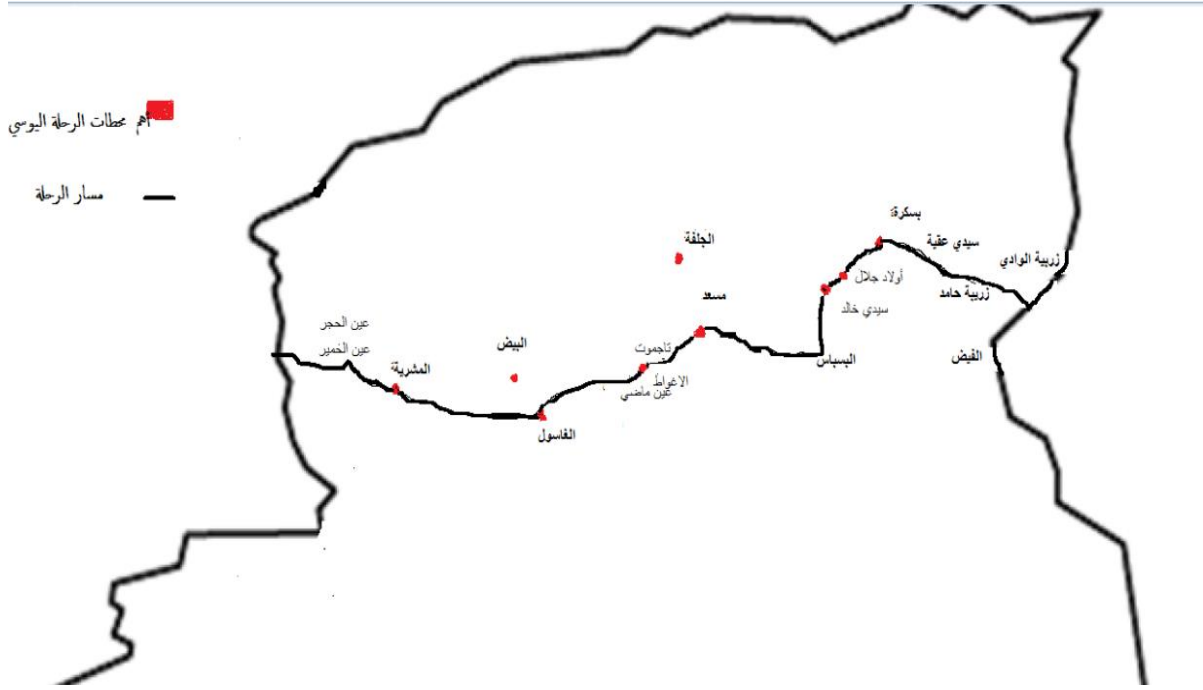 أهم محطات الرحلة اليوسي
مسار الرحلة
بسكرة
سيدي عقبة
زريبة الوادي
الجلفة
أولاد جلال
زريبة حامد
مسعد
سيدي خالد
عين الحجر
عين الخمير
تاجموت
البيض
البسباس
الفيض
المشرية
الاغواط
عين ماضي
الغاسول